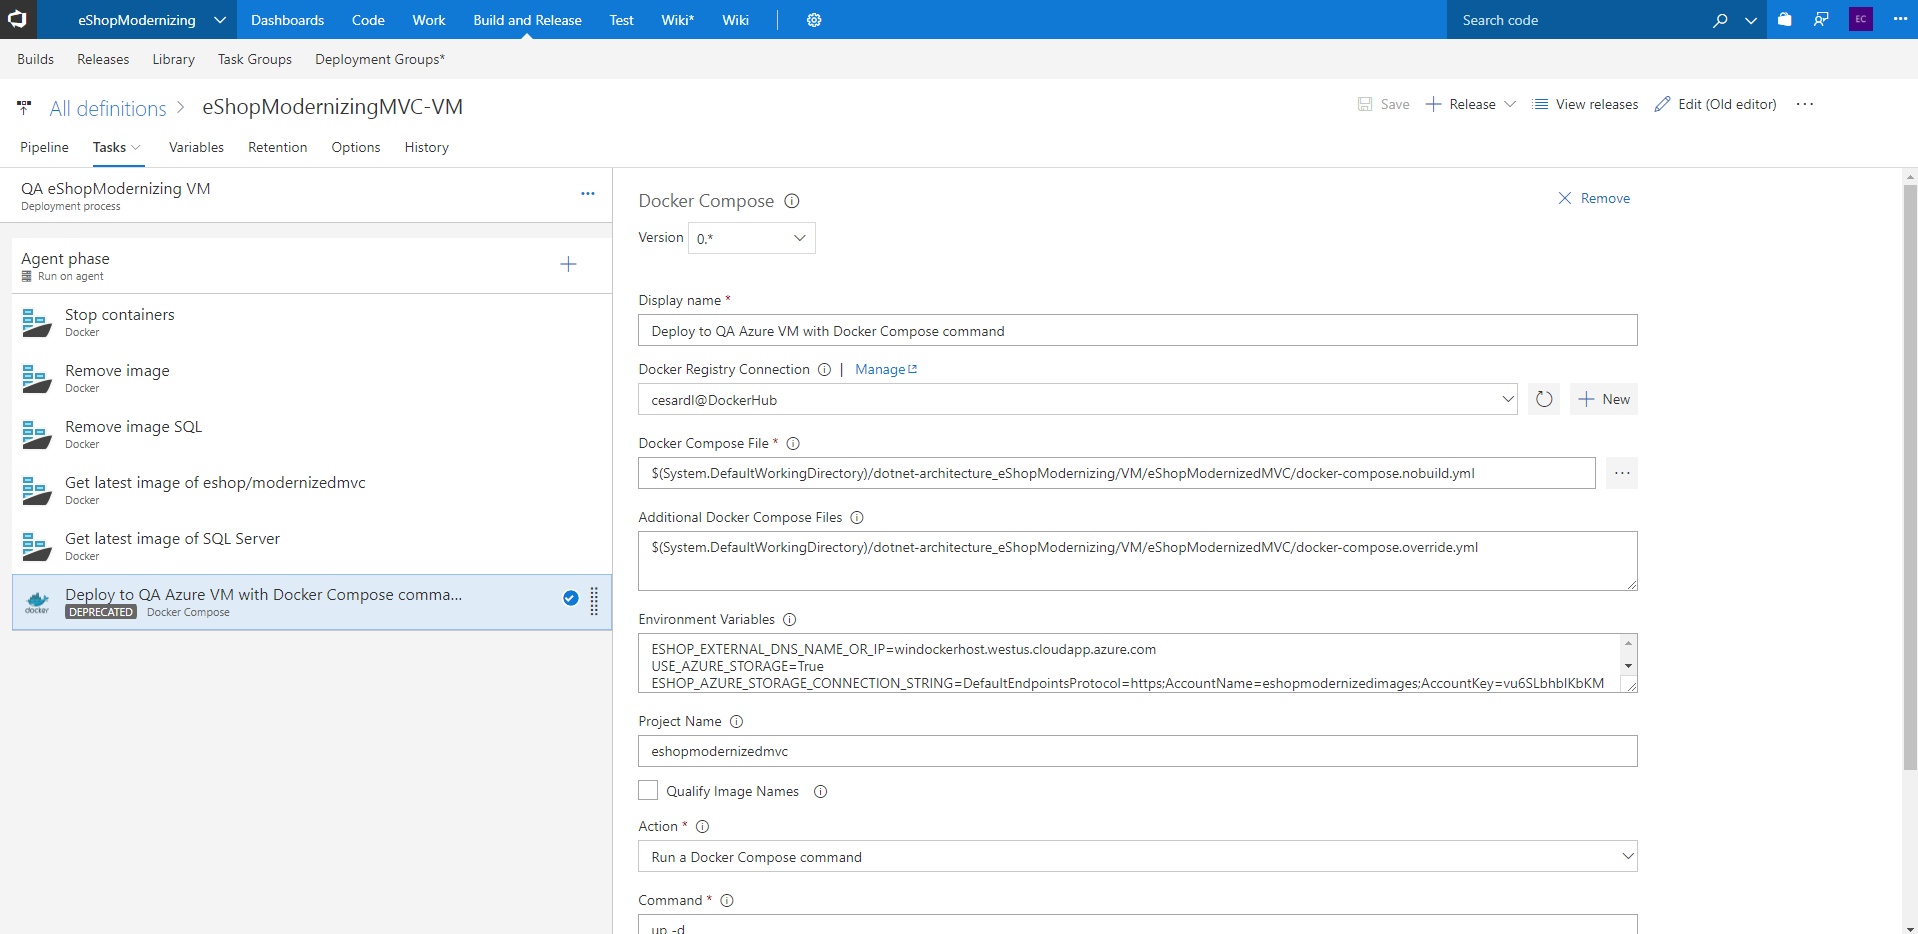 eShopModernizing
Dashboards
Code
Work
Build and Release
Test
Wiki*
Wiki
Search code
EC
Builds
Releases
Library
Task Groups
Deployment Groups*
All definitions
eShopModernizingMVC-VM
Save
Release
View releases
Edit (Old editor)
Pipeline
Tasks
Variables
Retention
Options
History
QA eShopModernizing VM
Deployment process
Agent phase
Run on agent
Stop containers
Docker
Remove image
Docker
Remove image SQL
Docker
Get latest image of eshop/modernizedmvc
Docker
Get latest image of SQL Server
Docker
Deploy to QA Azure VM with Docker Compose comma...
docker
DEPRECATED Docker Compose
Docker Compose
Remove
Version
0.*
Display name *
Deploy to QA Azure VM with Docker Compose command
Docker Registry Connection | Manage
cesardl@DockerHub
New
Docker Compose File *
$(System.DefaultWorkingDirectory)/dotnet-architecture_eShopModernizing/VM/eShopModernizedMVC/docker-compose.nobuild.yml
Additional Docker Compose Files
$(System.DefaultWorkingDirectory)/dotnet-architecture_eShopModernizing/VM/eShopModernizedMVC/docker-compose.override.yml
Environment Variables
ESHOP_EXTERNAL_DNS_NAME_OR_IP=windockerhost.westus.cloudapp.azure.com
USE_AZURE_STORAGE=True
ESHOP_AZURE_STORAGE_CONNECTION_STRING=DefaultEndpointsProtocol=https;AccountName=eshopmodernizedimages;AccountKey=vu6SLbhbIKbKM
Project Name
eshopmodernizedmvc
Qualify Image Names
Action *
Run a Docker Compose command
Command *
up -d